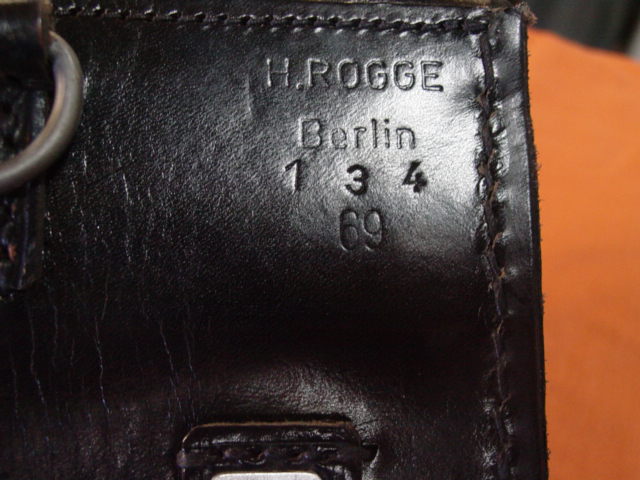 H.ROGGE
Berlin
1 3 4
69